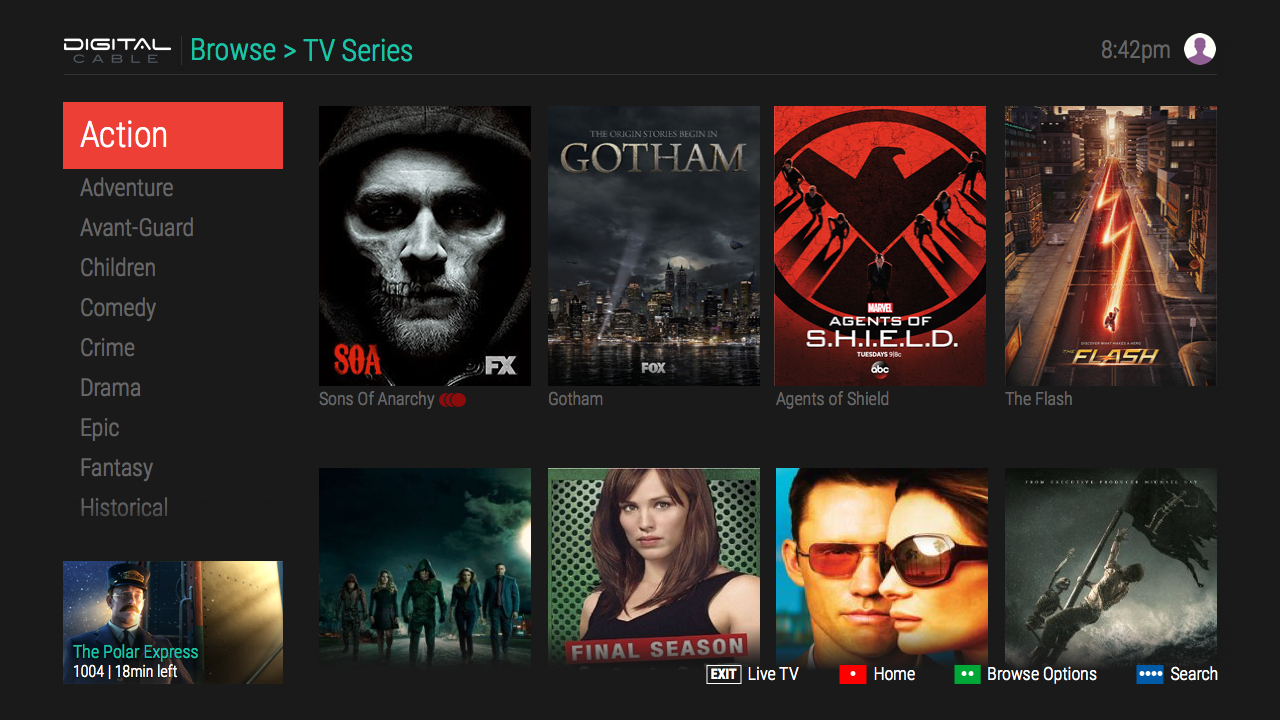 DIGITAL
CABLE
Browse > TV Series
8:42pm
Action
Adventure
Avant-Guard
Children
Comedy
Crime
Drama
Epic
Fantasy
Historical
SOA
FX
Sons Of Anarchy
THE ORIGIN STORIES BEGIN IN
GOTHAM
FOX
Gotham
MARVEL
AGENTS OF
S.H.I.E.L.D.
TUESDAYS 9|8c
abc
Agents of Shield
DISCOVER WHAT MAKES A HERO
THE FLASH
The Flash
FINAL SEASON
FROM EXECUTIVE PRODUCER MICHAEL BAY
The Polar Express
1004 | 18min left
EXIT Live TV
Home
Browse Options
Search